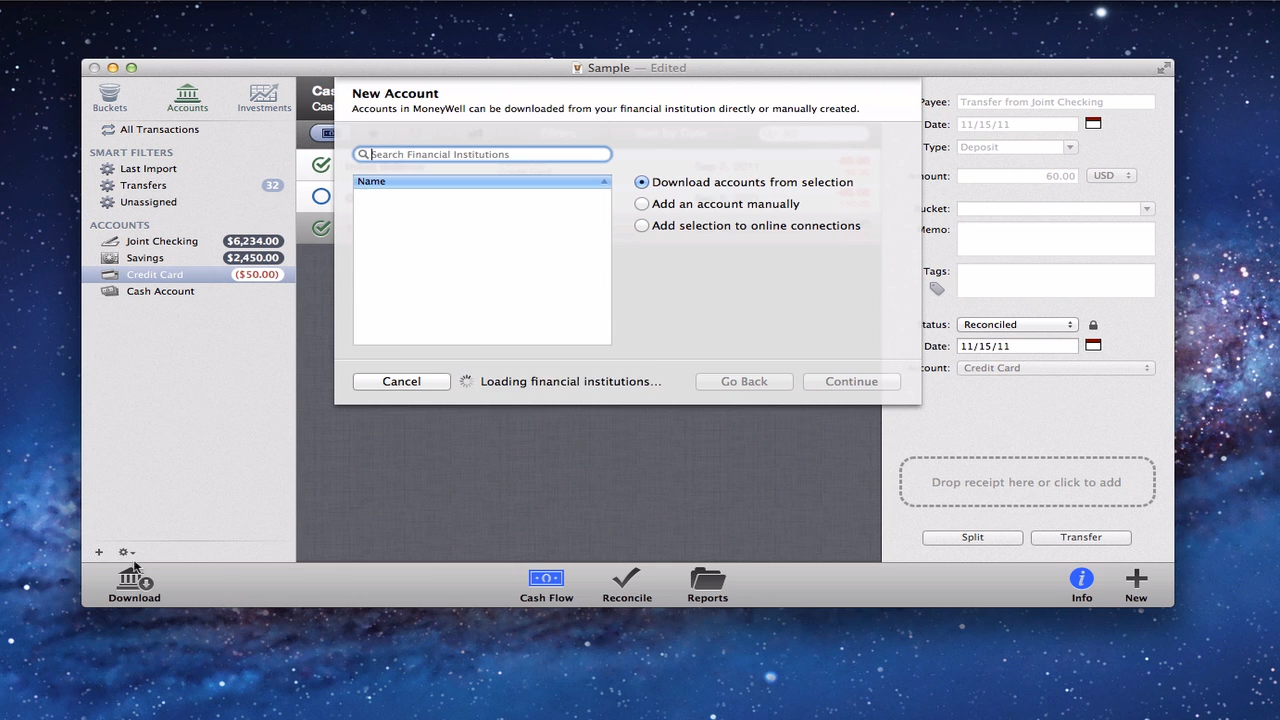 Sample — Edited
Buckets
Accounts
Investments
All Transactions
SMART FILTERS
Last Import
Transfers 32
Unassigned
ACCOUNTS
Joint Checking $6,234.00
Savings $2,450.00
Credit Card ($50.00)
Cash Account
New Account
Accounts in MoneyWell can be downloaded from your financial institution directly or manually created.
Search Financial Institutions
Name
Download accounts from selection
Add an account manually
Add selection to online connections
Cancel
Loading financial institutions...
Go Back
Continue
Payee: Transfer from Joint Checking
Date: 11/15/11
Type: Deposit
ount: 60.00 USD
ucket:
emo:
Tags:
tatus: Reconciled
Date: 11/15/11
ount: Credit Card
Drop receipt here or click to add
Split
Transfer
Download
Cash Flow
Reconcile
Reports
Info
New